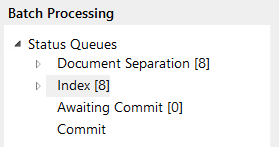 Batch Processing
Status Queues
Document Separation [8]
Index [8]
Awaiting Commit [0]
Commit